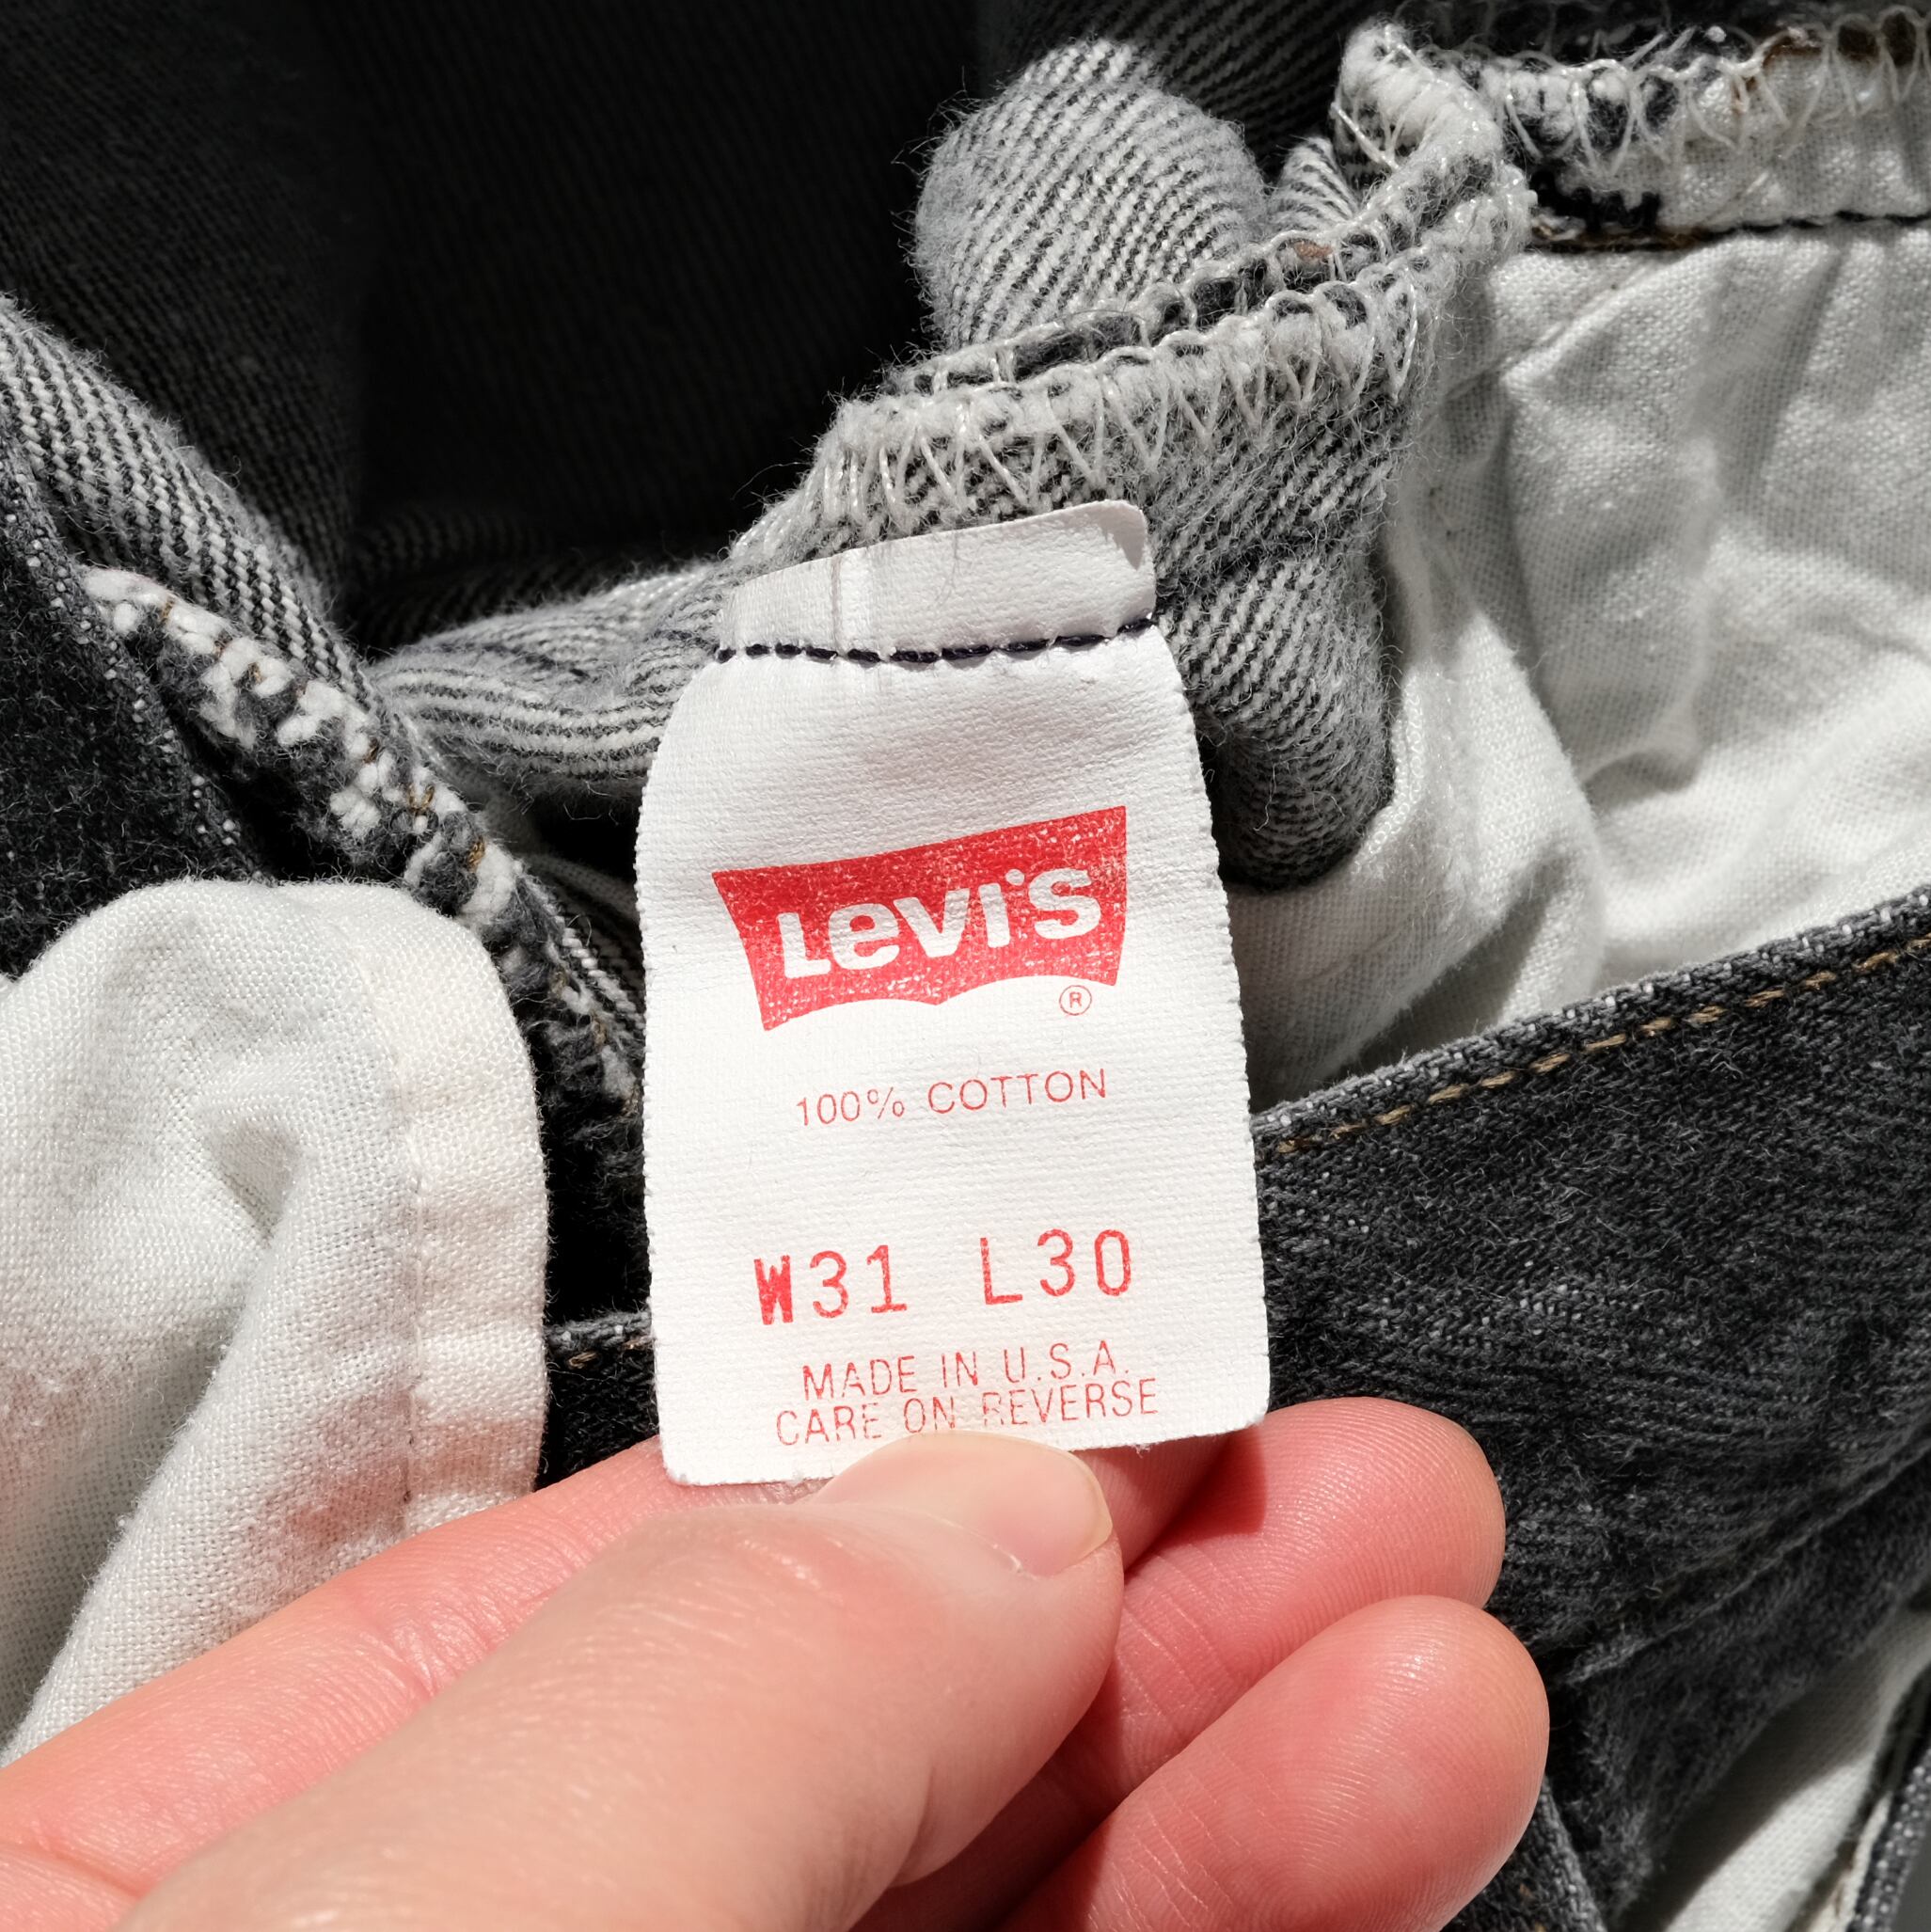 Levi's
®
100% COTTON
W31 L30
MADE IN U.S.A.
CARE ON REVERSE